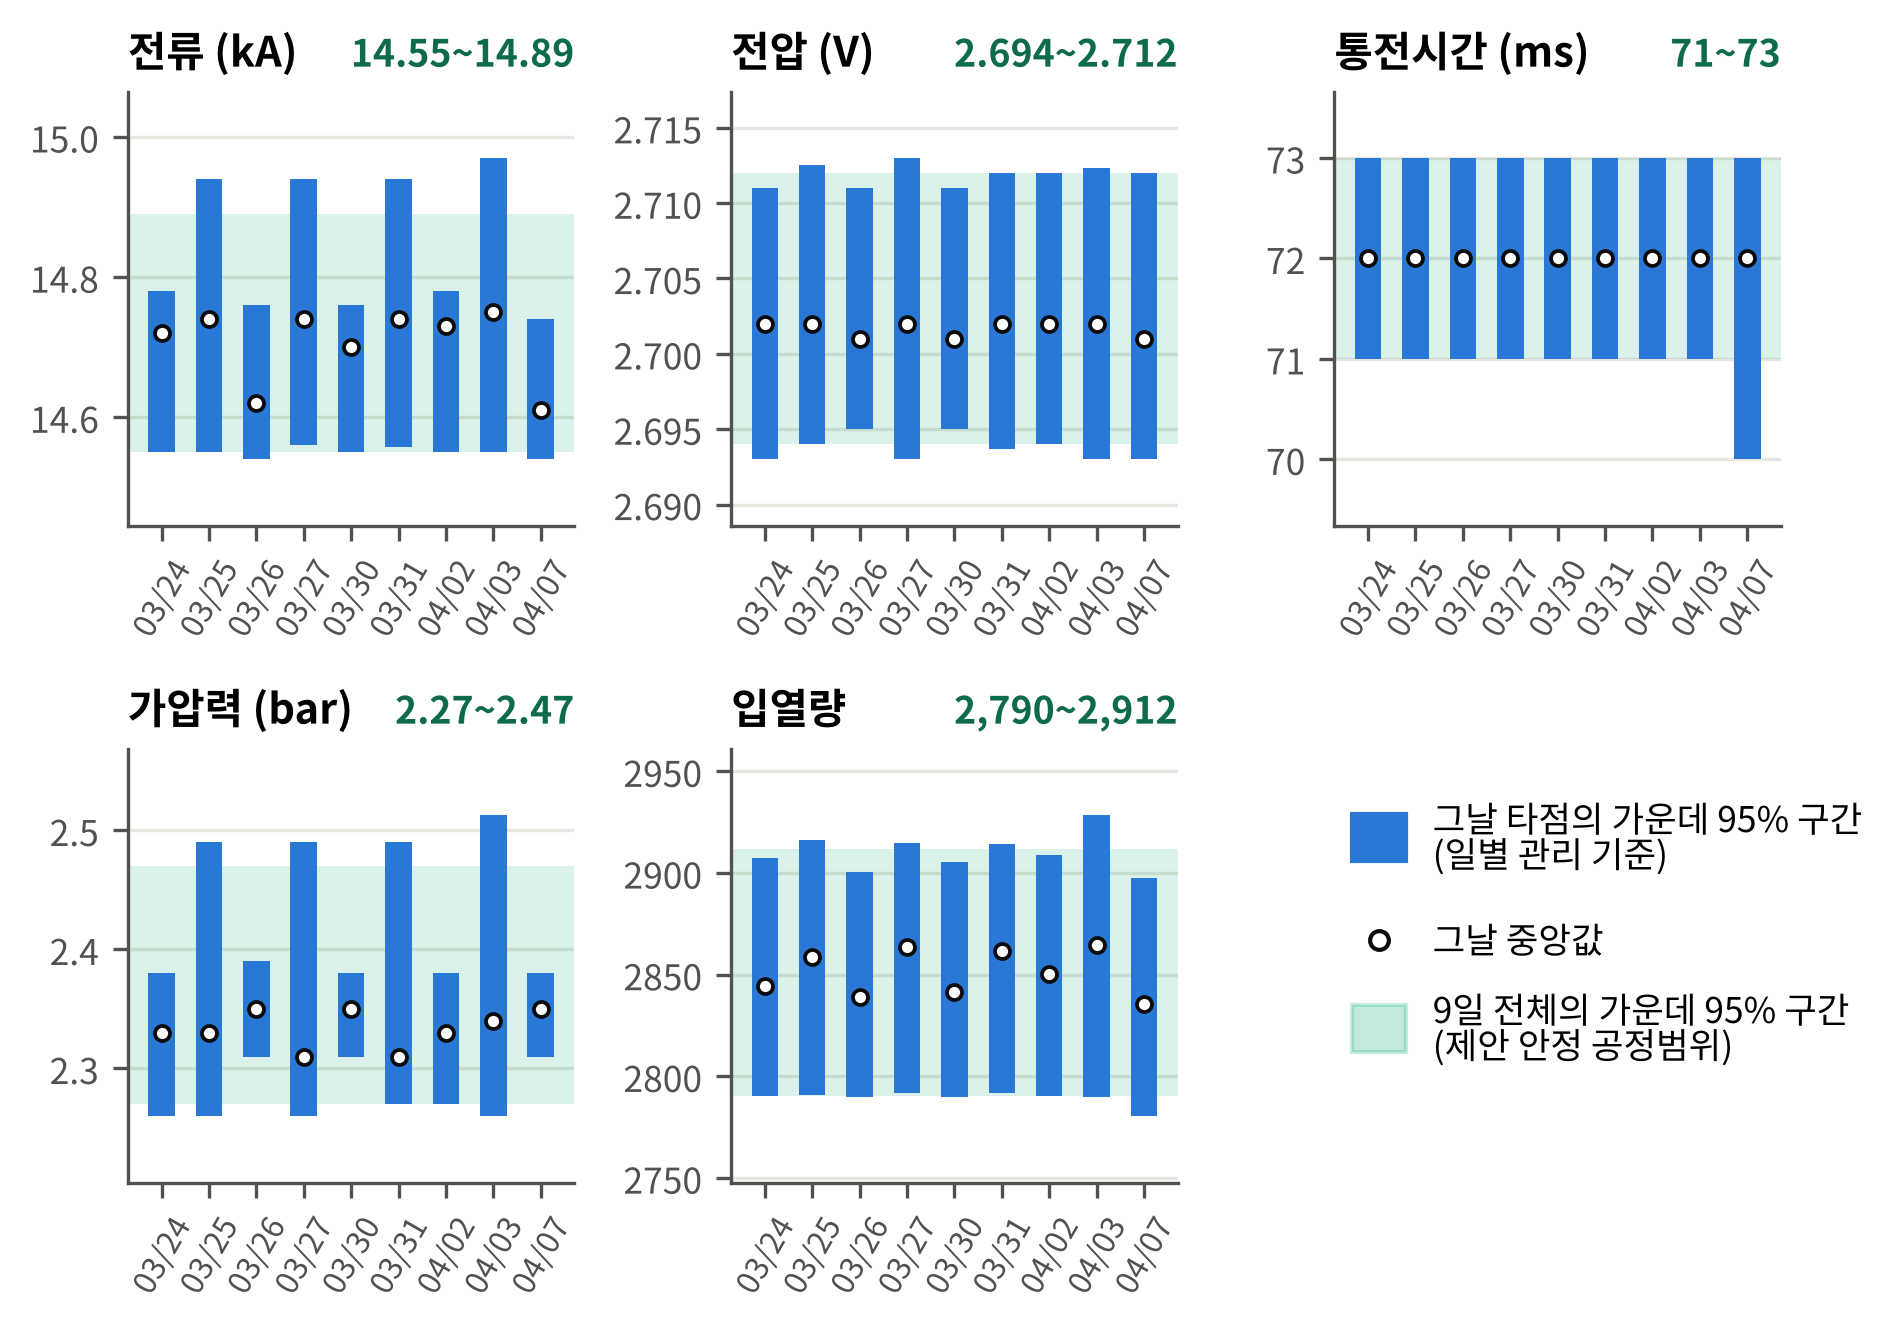 전류 (kA) 14.55~14.89
15.0
14.8
14.6
03/24 03/25 03/26 03/27 03/30 03/31 04/02 04/03 04/07
전압 (V) 2.694~2.712
2.715
2.710
2.705
2.700
2.695
2.690
03/24 03/25 03/26 03/27 03/30 03/31 04/02 04/03 04/07
통전시간 (ms) 71~73
73
72
71
70
03/24 03/25 03/26 03/27 03/30 03/31 04/02 04/03 04/07
가압력 (bar) 2.27~2.47
2.5
2.4
2.3
03/24 03/25 03/26 03/27 03/30 03/31 04/02 04/03 04/07
입열량 2,790~2,912
2950
2900
2850
2800
2750
03/24 03/25 03/26 03/27 03/30 03/31 04/02 04/03 04/07
그날 타점의 가운데 95% 구간
(일별 관리 기준)
그날 중앙값
9일 전체의 가운데 95% 구간
(제안 안정 공정범위)